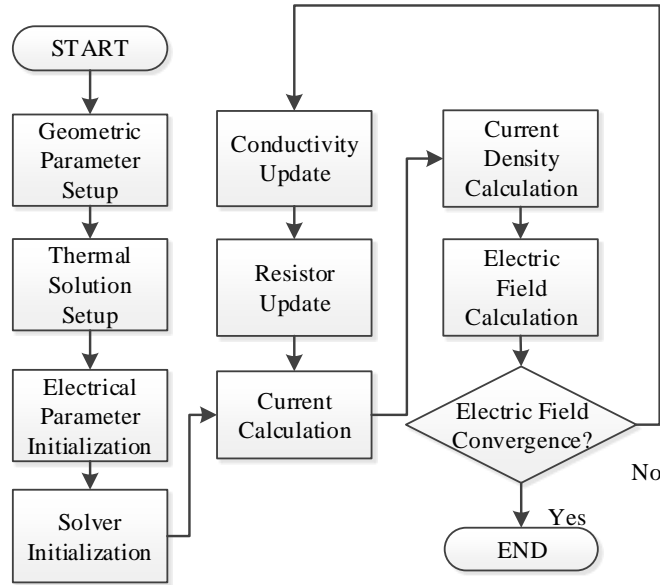 START
Geometric
Parameter
Setup
Thermal
Solution
Setup
Electrical
Parameter
Initialization
Solver
Initialization
Conductivity
Update
Resistor
Update
Current
Calculation
Current
Density
Calculation
Electric
Field
Calculation
Electric Field
Convergence?
No
Yes
END